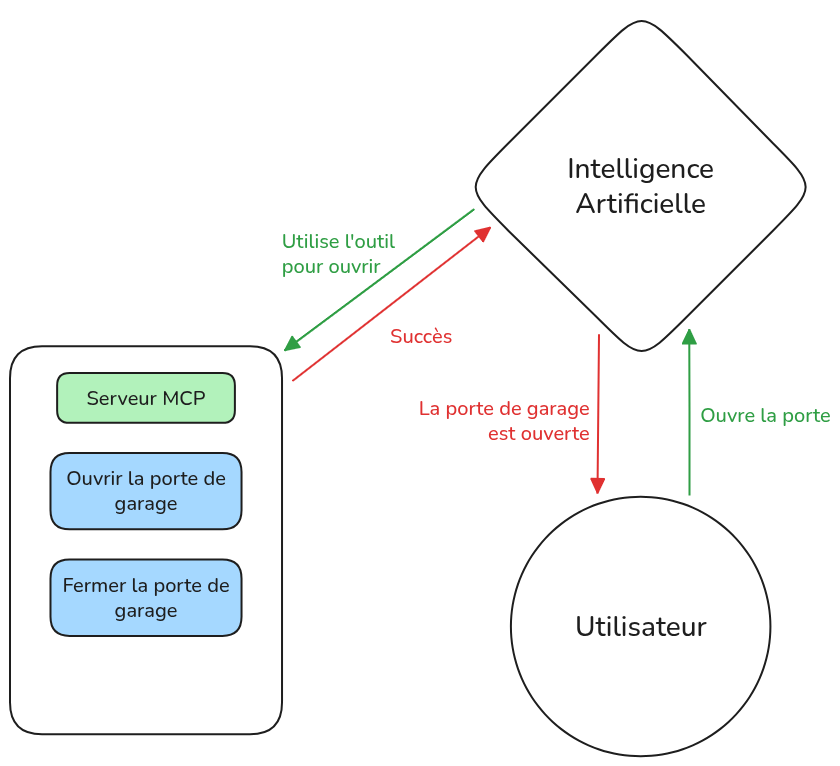 Intelligence
Artificielle
Utilise l'outil
pour ouvrir
Succès
Serveur MCP
Ouvrir la porte de
garage
Fermer la porte de
garage
La porte de garage
est ouverte
Ouvre la porte
Utilisateur